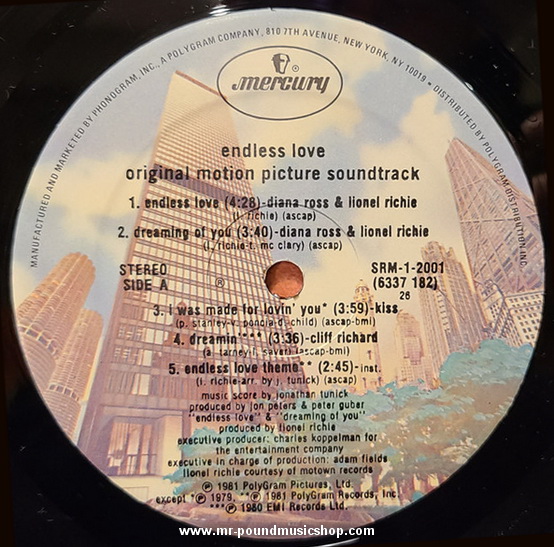 MANUFACTURED AND MARKETED BY PHONOGRAM, INC., A POLYGRAM COMPANY, 810 7TH AVENUE, NEW YORK, NY 10019 • DISTRIBUTED BY POLYGRAM DISTRIBUTION, INC.
mercury ®
endless love
original motion picture soundtrack
1. endless love (4:28)-diana ross & lionel richie
(l. richie) (ascap)
2. dreaming of you (3:40)-diana ross & lionel richie
(l. richie-t. mc clary) (ascap)
STEREO
SIDE A
℗
SRM-1-2001
(6337 182)
26
3. i was made for lovin' you* (3:59)-kiss
(p. stanley-v. poncia-d. child) (ascap-bmi)
4. dreamin'*** (3:36)-cliff richard
(a. tarney-l. sayer) (ascap-bmi)
5. endless love theme** (2:45)-inst.
(l. richie-arr. by j. tunick) (ascap)
music score by jonathan tunick
produced by jon peters & peter guber
"endless love" & "dreaming of you"
produced by lionel richie
executive producer: charles koppelman for
the entertainment company
executive in charge of production: adam fields
lionel richie courtesy of motown records
℗ 1981 PolyGram Pictures, Ltd.
except *℗ 1979, **℗ 1981 PolyGram Records, Inc.
***℗ 1980 EMI Records Ltd.
www.mr-poundmusicshop.com